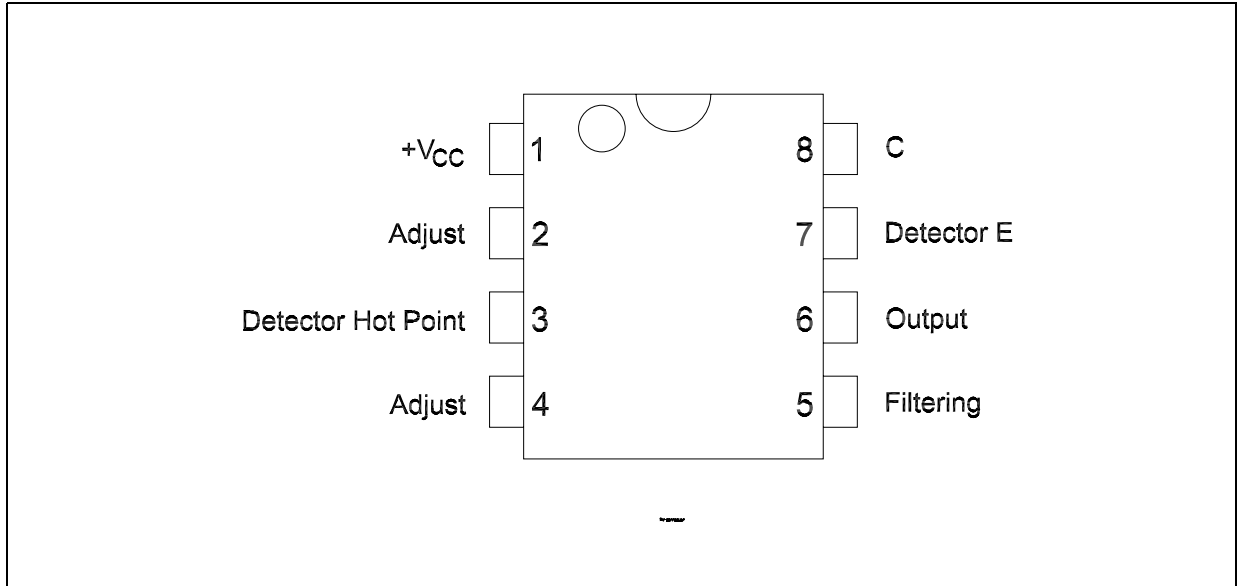 +VCC 1 8 C
Adjust 2 7 Detector E
Detector Hot Point 3 6 Output
Adjust 4 5 Filtering